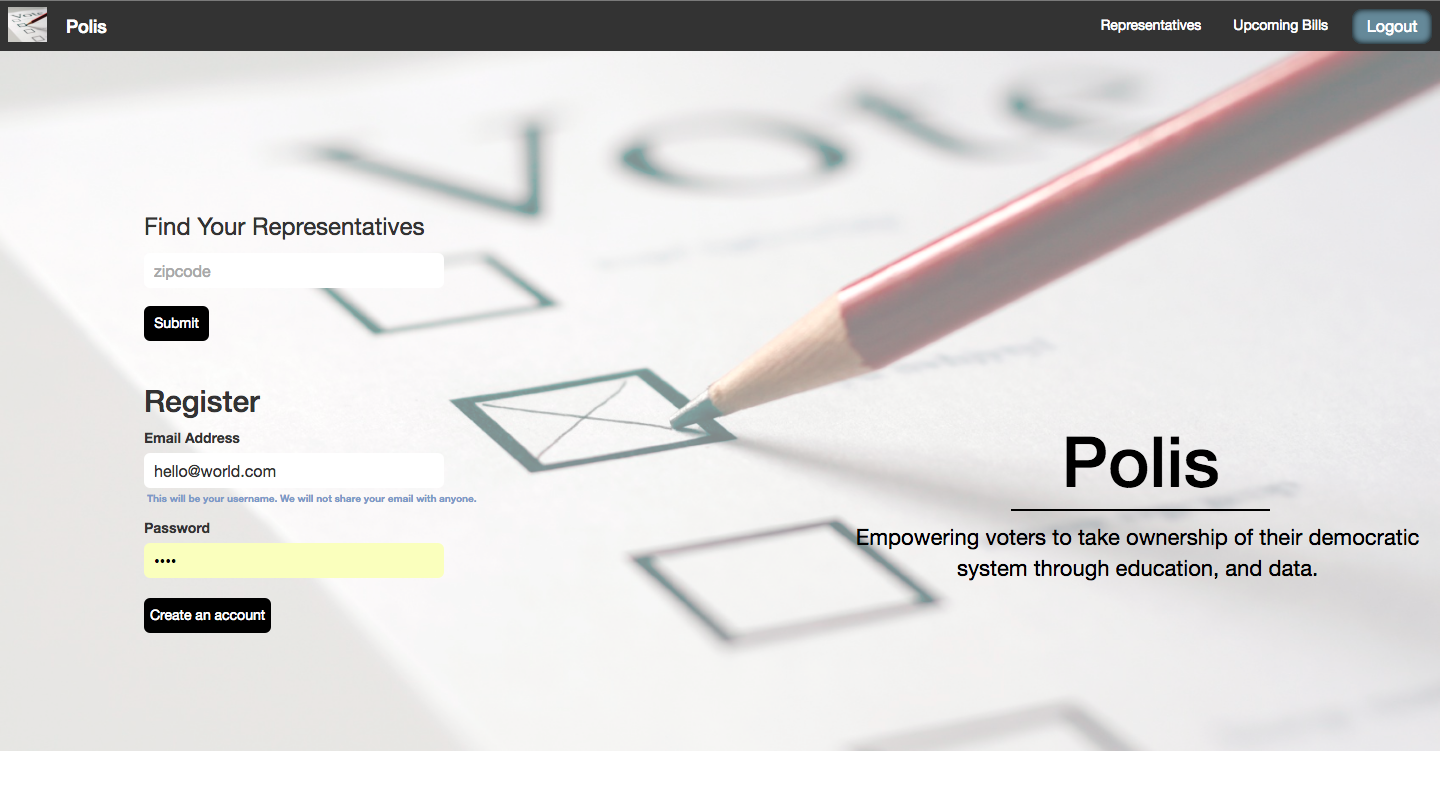 Vote
Polis
Representatives
Upcoming Bills
Logout
Vote
Find Your Representatives
zipcode
Submit
Register
Email Address
hello@world.com
This will be your username. We will not share your email with anyone.
Password
••••
Create an account
Polis
Empowering voters to take ownership of their democratic
system through education, and data.